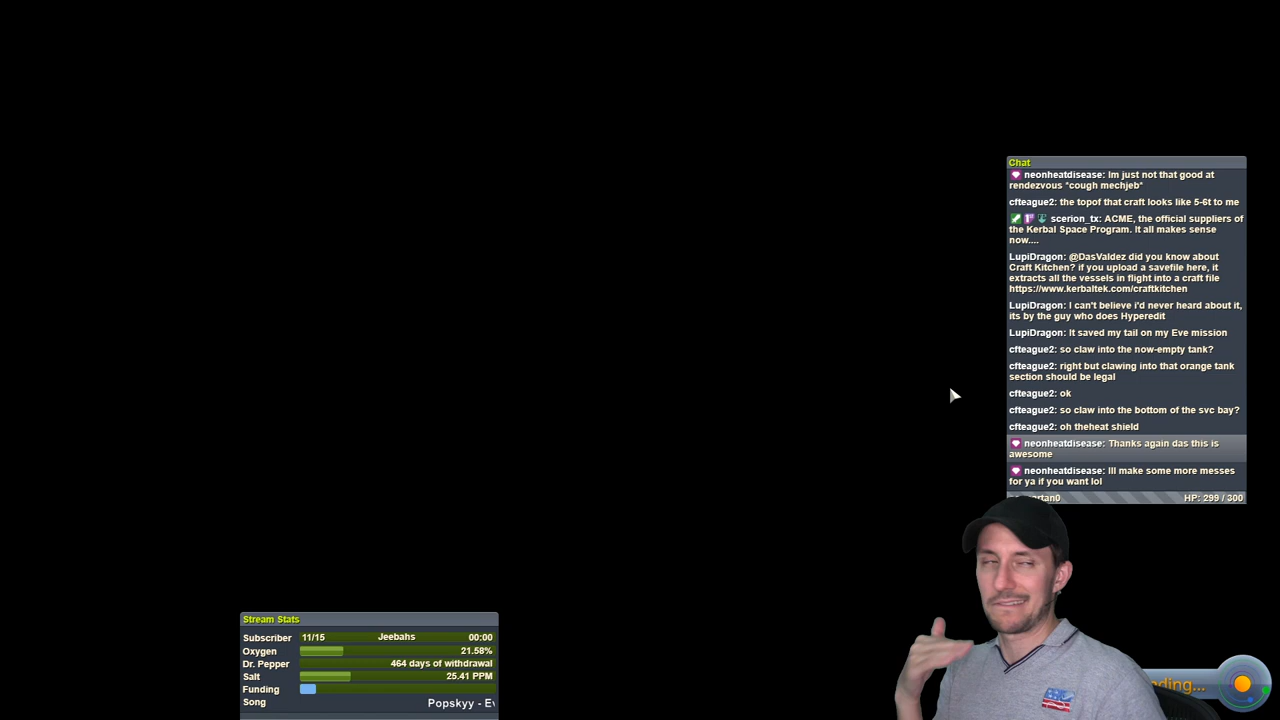 Chat
neonheatdisease: Im just not that good at
rendezvous *cough mechjeb*
cfteague2: the topof that craft looks like 5-6t to me
scerion_tx: ACME, the official suppliers of
the Kerbal Space Program. It all makes sense
now....
LupiDragon: @DasValdez did you know about
Craft Kitchen? if you upload a savefile here, it
extracts all the vessels in flight into a craft file
https://www.kerbaltek.com/craftkitchen
LupiDragon: I can't believe i'd never heard about it,
its by the guy who does Hyperedit
LupiDragon: It saved my tail on my Eve mission
cfteague2: so claw into the now-empty tank?
cfteague2: right but clawing into that orange tank
section should be legal
cfteague2: ok
cfteague2: so claw into the bottom of the svc bay?
cfteague2: oh theheat shield
neonheatdisease: Thanks again das this is
awesome
neonheatdisease: Ill make some more messes
for ya if you want lol
HP: 299 / 300
Stream Stats
Subscriber 11/15 Jeebahs 00:00
Oxygen 21.58%
Dr. Pepper 464 days of withdrawal
Salt 25.41 PPM
Funding
Song Popskyy - Ev